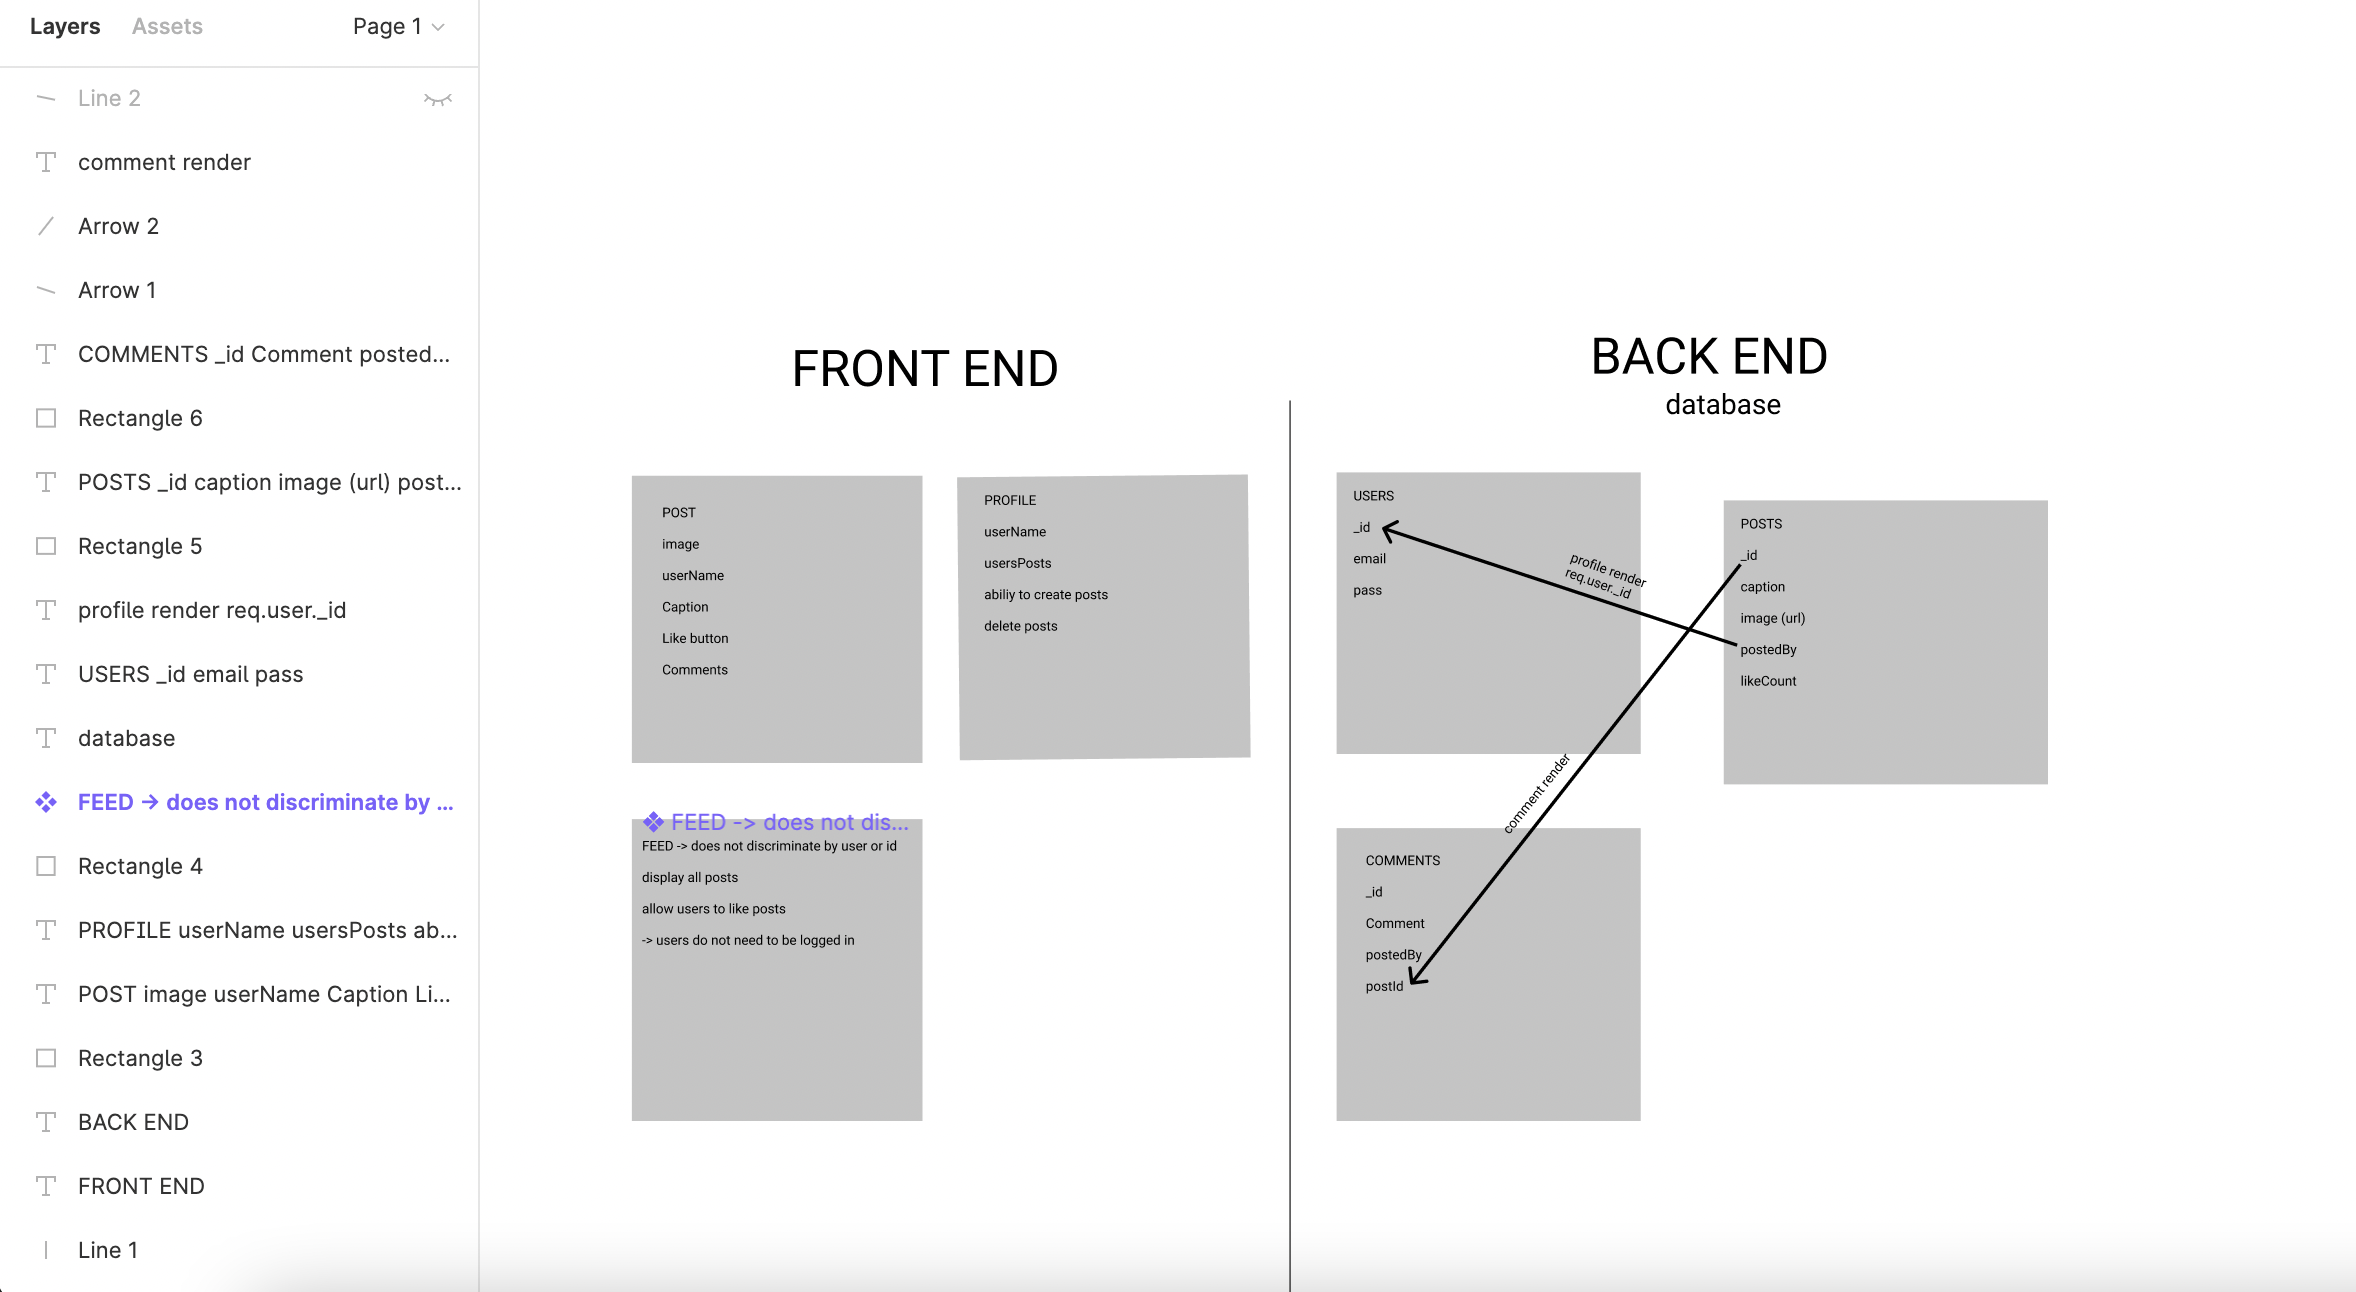 Layers
Assets
Page 1
Line 2
comment render
Arrow 2
Arrow 1
COMMENTS _id Comment posted...
Rectangle 6
POSTS _id caption image (url) post...
Rectangle 5
profile render req.user._id
USERS _id email pass
database
FEED → does not discriminate by ...
Rectangle 4
PROFILE userName usersPosts ab...
POST image userName Caption Li...
Rectangle 3
BACK END
FRONT END
Line 1
FRONT END
POST
image
userName
Caption
Like button
Comments
PROFILE
userName
usersPosts
abiliy to create posts
delete posts
FEED -> does not dis...
FEED -> does not discriminate by user or id
display all posts
allow users to like posts
-> users do not need to be logged in
BACK END
database
USERS
_id
email
pass
profile render
req.user._id
POSTS
_id
caption
image (url)
postedBy
likeCount
comment render
COMMENTS
_id
Comment
postedBy
postId